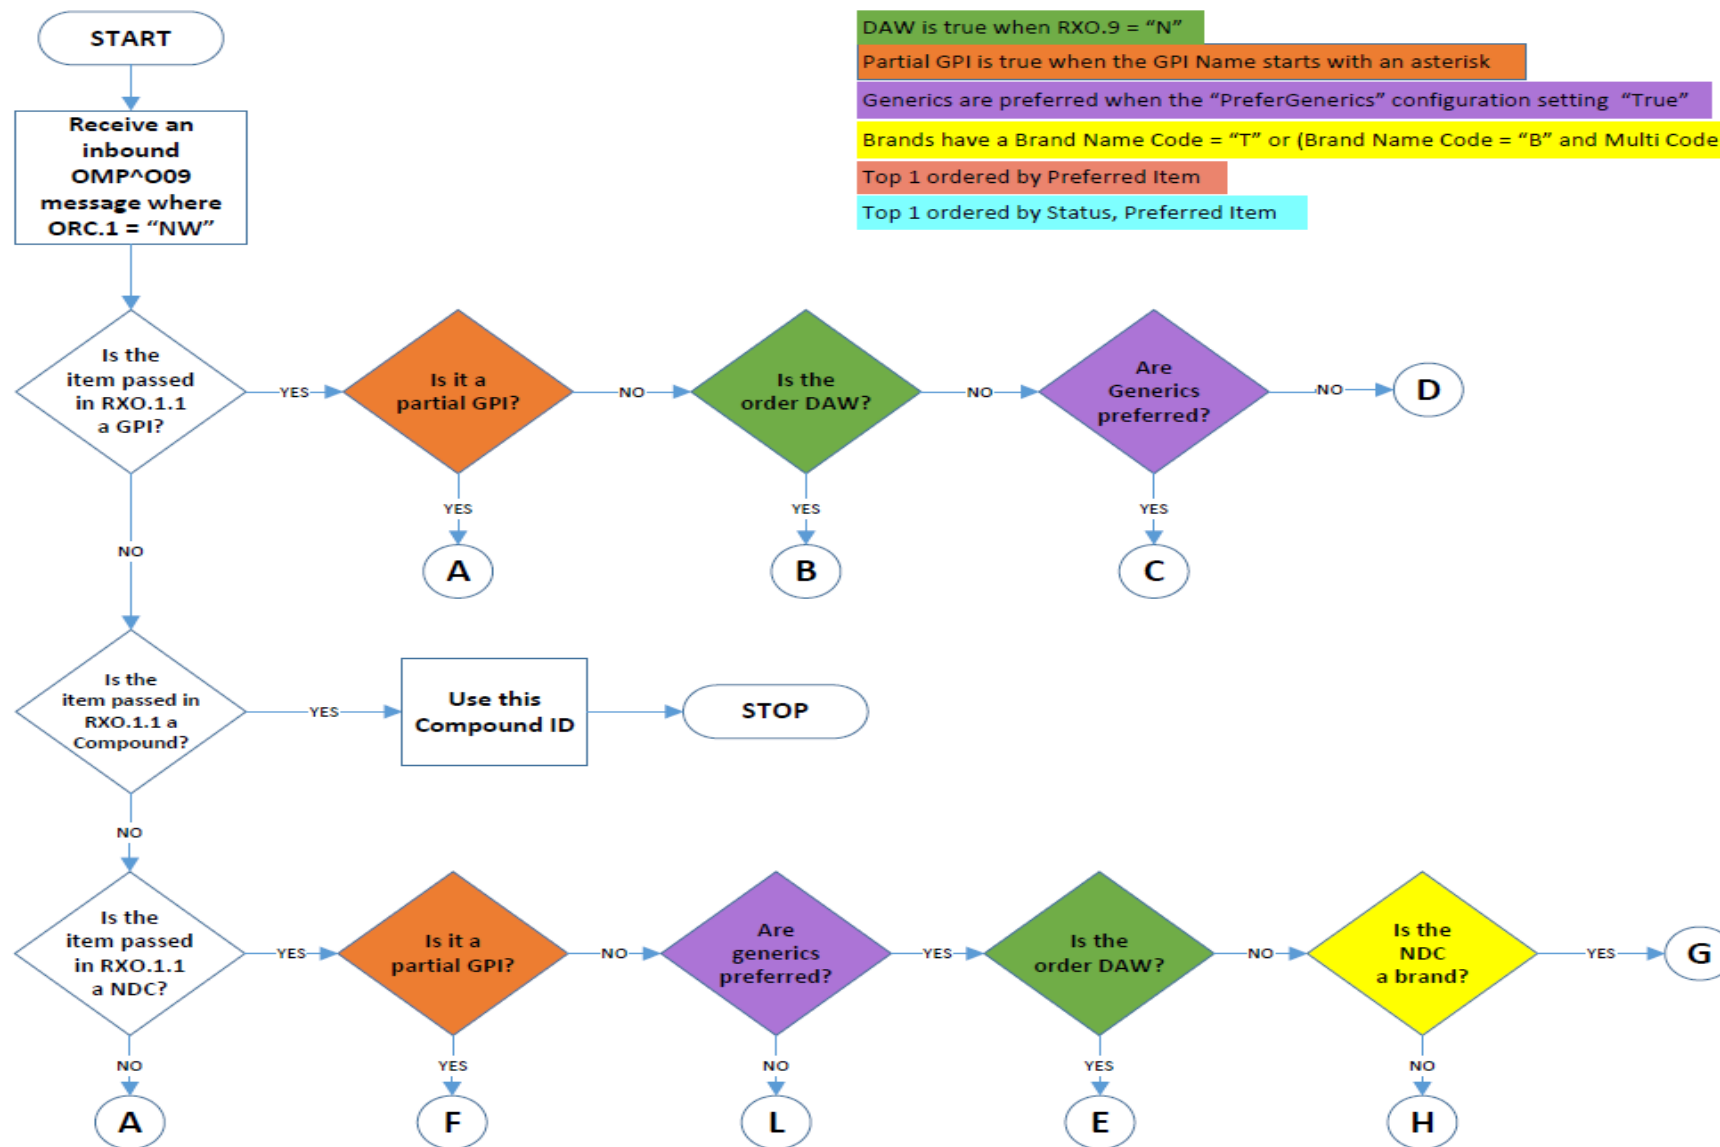 START
DAW is true when RXO.9 = “N”
Partial GPI is true when the GPI Name starts with an asterisk
Generics are preferred when the “PreferGenerics” configuration setting “True”
Brands have a Brand Name Code = “T” or (Brand Name Code = “B” and Multi Code
Top 1 ordered by Preferred Item
Top 1 ordered by Status, Preferred Item
Receive an
inbound
OMP^O09
message where
ORC.1 = “NW”
Is the
item passed
in RXO.1.1
a GPI?
YES
Is it a
partial GPI?
NO
Is the
order DAW?
NO
Are
Generics
preferred?
NO
D
YES
YES
YES
A
B
C
NO
Is the
item passed in
RXO.1.1 a
Compound?
YES
Use this
Compound ID
STOP
NO
Is the
item passed
in RXO.1.1
a NDC?
YES
Is it a
partial GPI?
NO
Are
generics
preferred?
YES
Is the
order DAW?
NO
Is the
NDC
a brand?
YES
G
NO
YES
NO
YES
NO
A
F
L
E
H